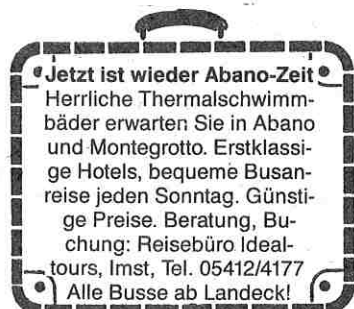 Jetzt ist wieder Abano-Zeit
Herrliche Thermalschwimm-
bäder erwarten Sie in Abano
und Montegrotto. Erstklassi-
ge Hotels, bequeme Busan-
reise jeden Sonntag. Günsti-
ge Preise. Beratung, Bu-
chung: Reisebüro Ideal-
tours, Imst, Tel. 05412/4177
Alle Busse ab Landeck!